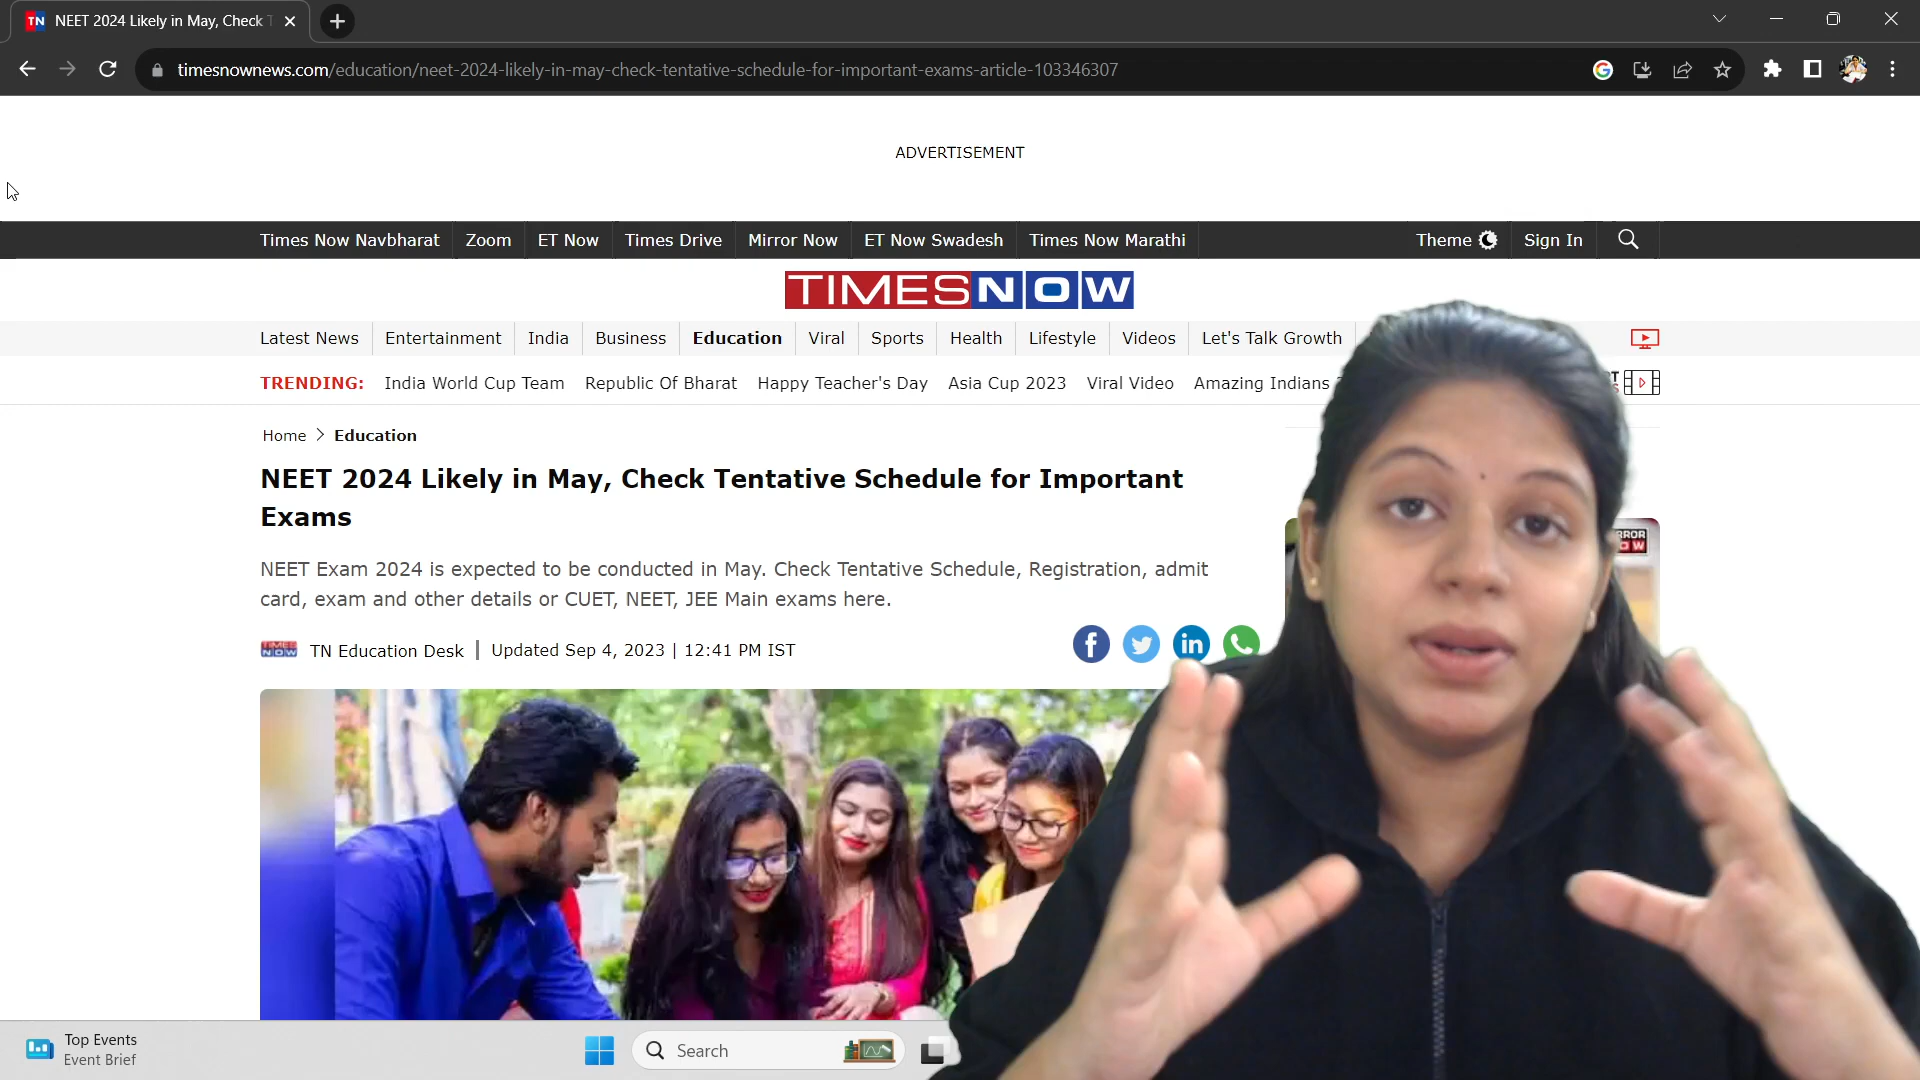 NEET 2024 Likely in May, Check
timesnownews.com/education/neet-2024-likely-in-may-check-tentative-schedule-for-important-exams-article-103346307
ADVERTISEMENT
Times Now Navbharat Zoom ET Now Times Drive Mirror Now ET Now Swadesh Times Now Marathi Theme Sign In
TIMES NOW
Latest News Entertainment India Business Education Viral Sports Health Lifestyle Videos Let's Talk Growth
TRENDING: India World Cup Team Republic Of Bharat Happy Teacher's Day Asia Cup 2023 Viral Video Amazing Indians
Home > Education
NEET 2024 Likely in May, Check Tentative Schedule for Important
Exams
NEET Exam 2024 is expected to be conducted in May. Check Tentative Schedule, Registration, admit
card, exam and other details or CUET, NEET, JEE Main exams here.
TIMES NOW TN Education Desk | Updated Sep 4, 2023 | 12:41 PM IST
Top Events
Event Brief
Search